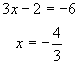 3x − 2 = −6
x = −4/3